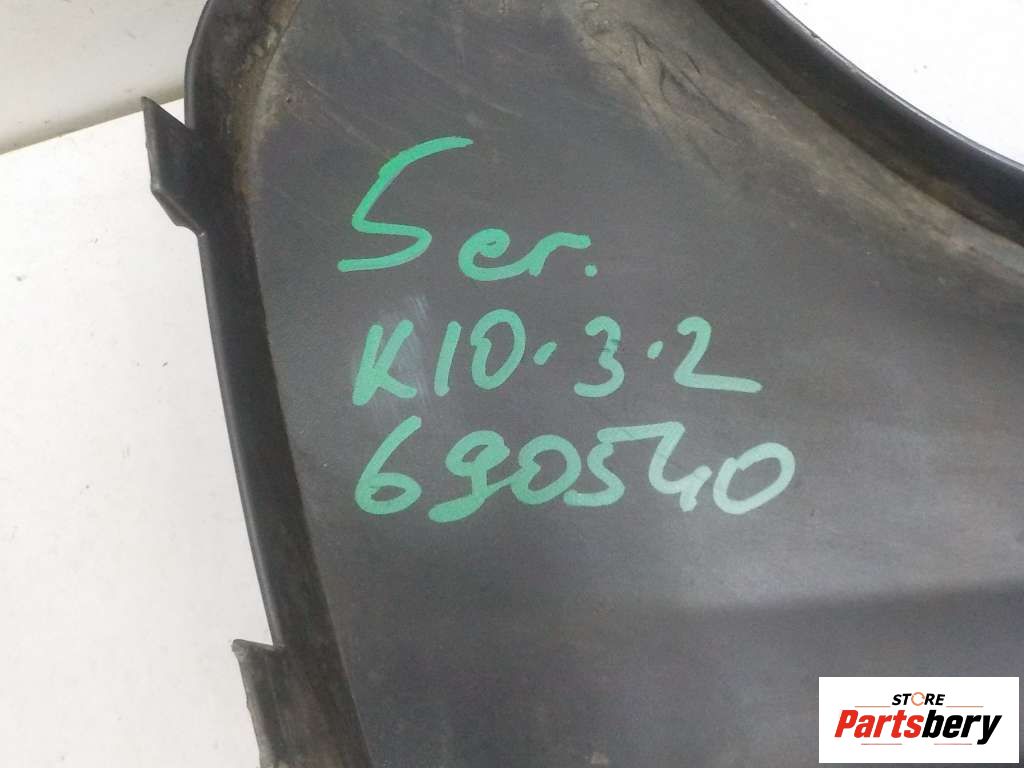 Ser.
K10.3.2
690540
STORE
Partsbery